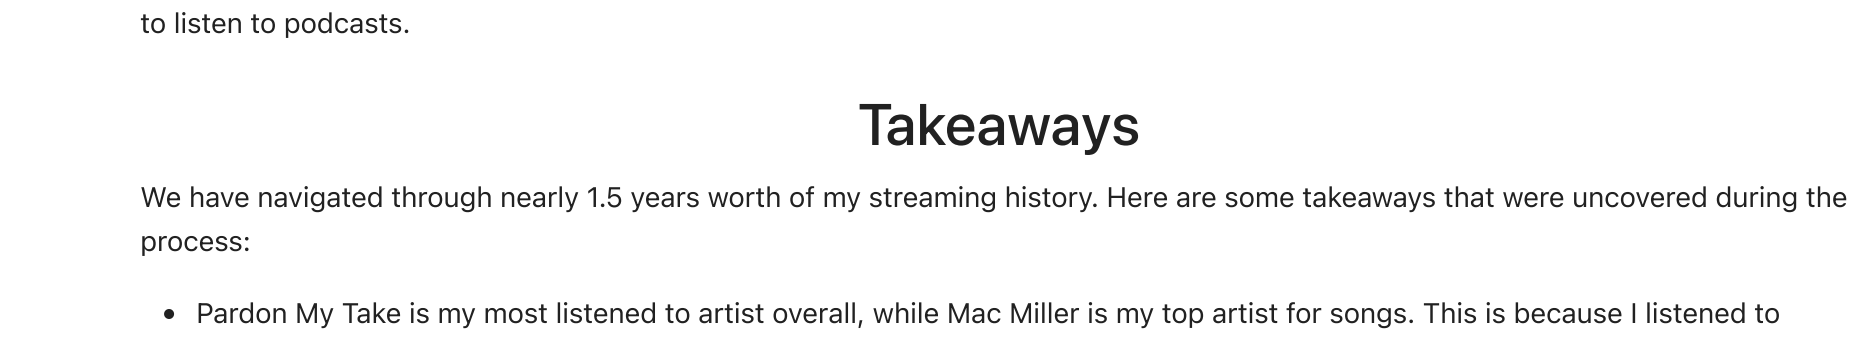 to listen to podcasts.
Takeaways
We have navigated through nearly 1.5 years worth of my streaming history. Here are some takeaways that were uncovered during the
process:
• Pardon My Take is my most listened to artist overall, while Mac Miller is my top artist for songs. This is because I listened to